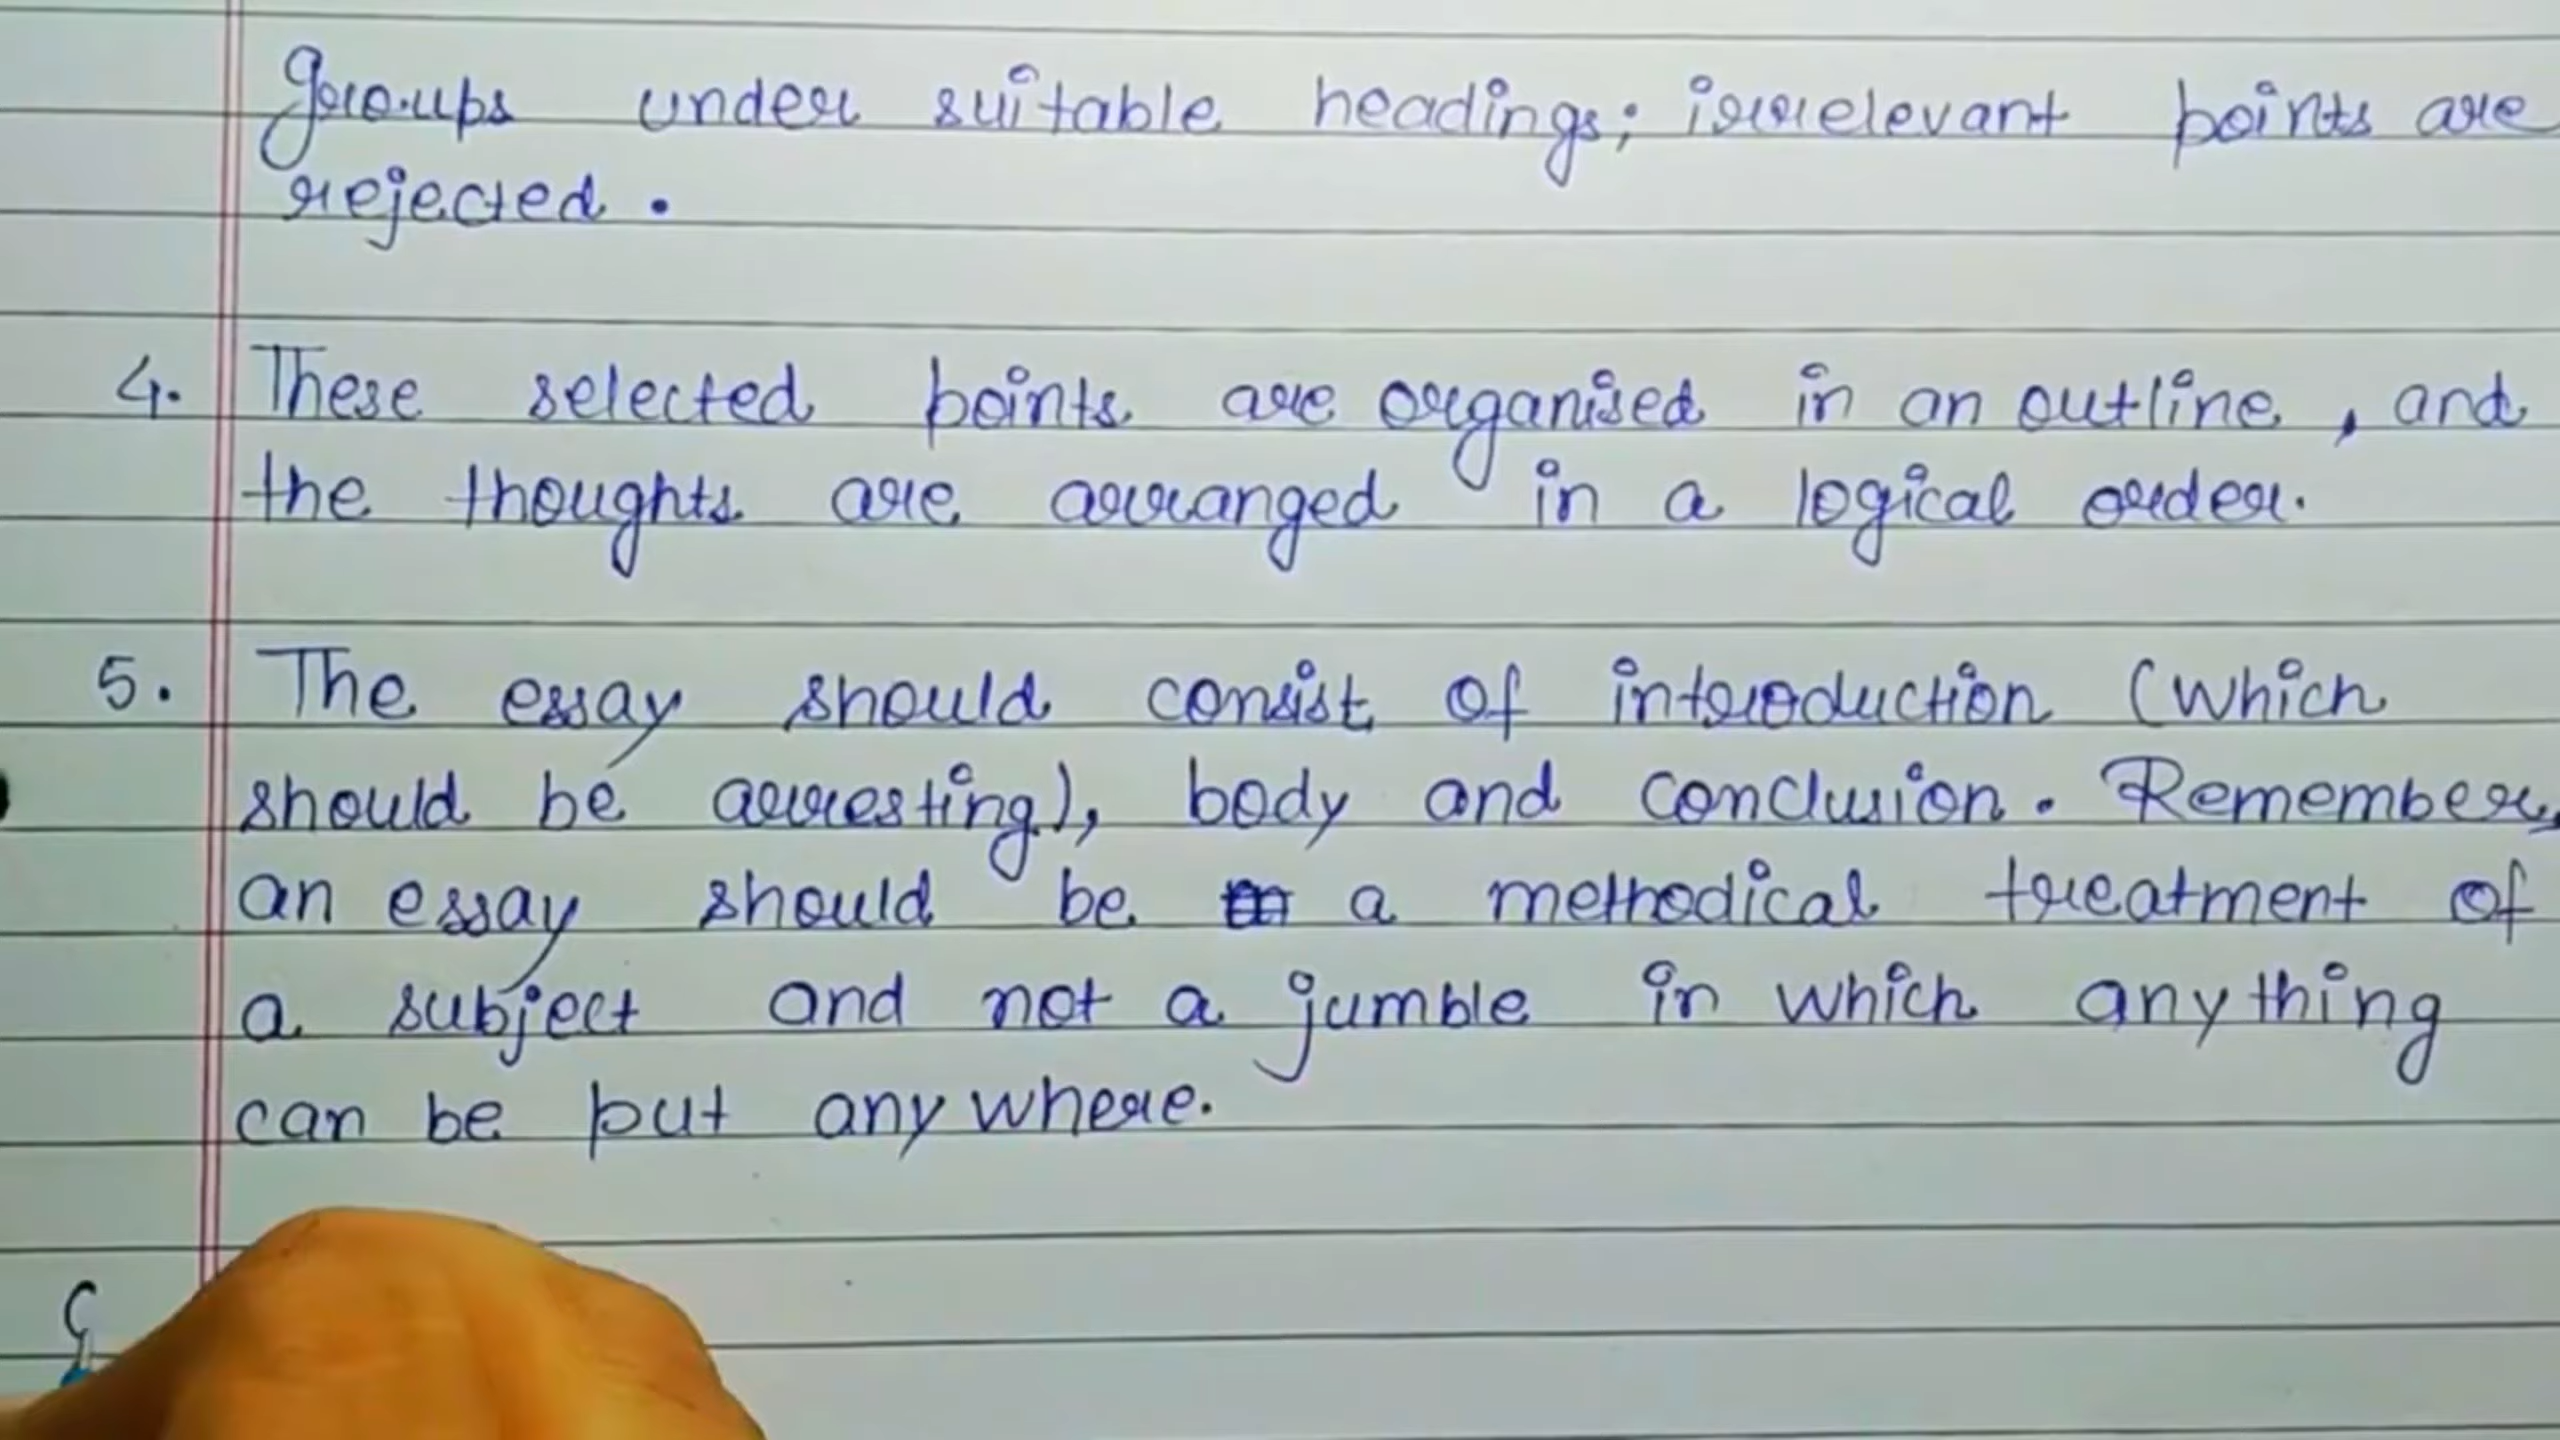 groups under suitable headings; irrelevant points are
rejected.
4. These selected points are organised in an outline, and
the thoughts are arranged in a logical order.
5. The essay should consist of introduction (which
should be arresting), body and conclusion. Remember,
an essay should be a methodical treatment of
a subject and not a jumble in which anything
can be put anywhere.